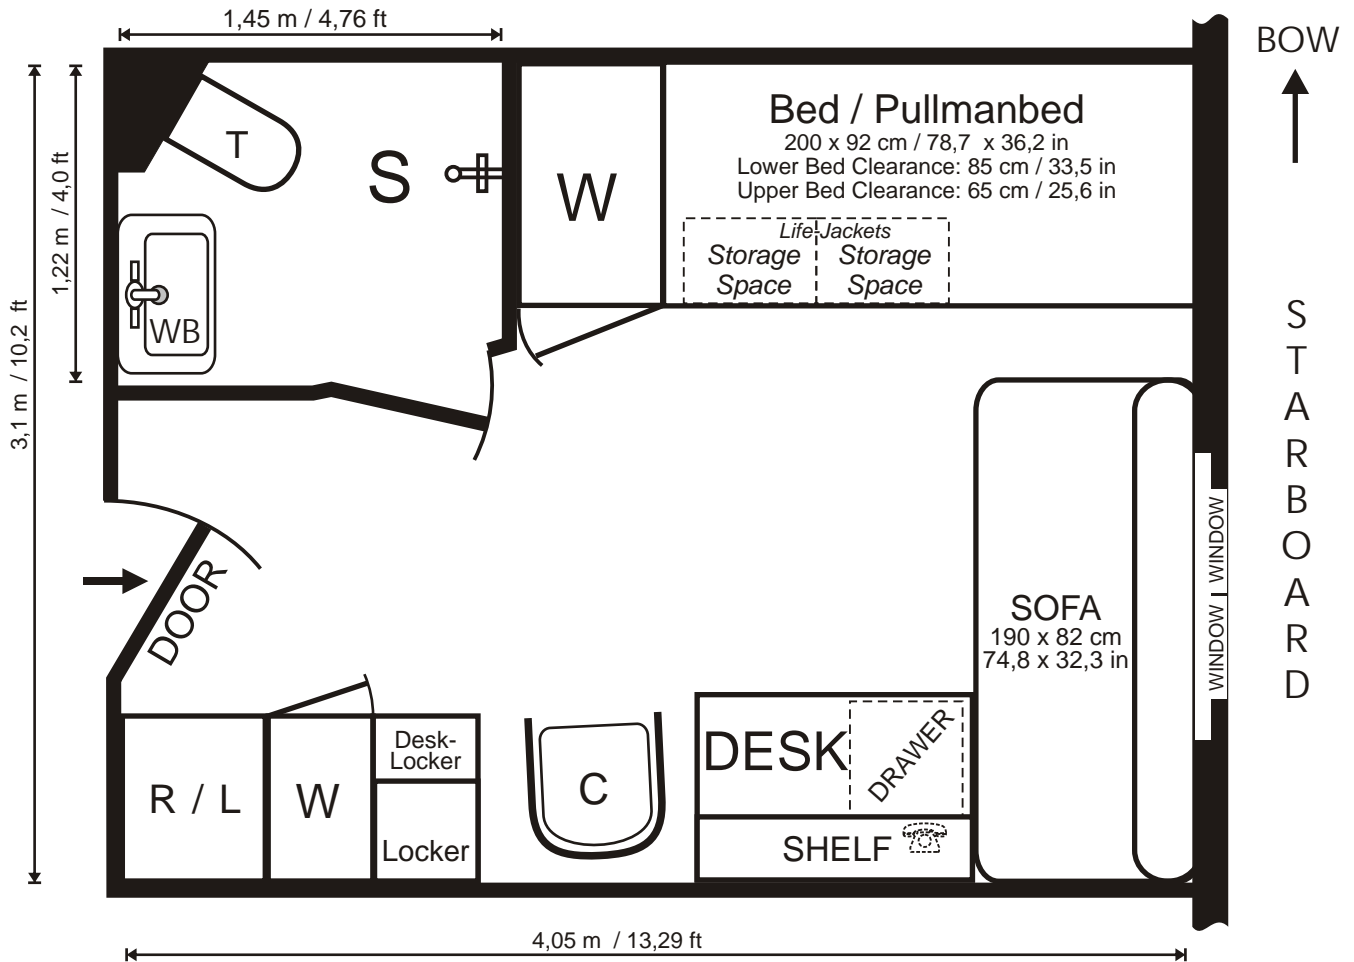 1,45 m / 4,76 ft
BOW
Bed / Pullmanbed
200 x 92 cm / 78,7 x 36,2 in
Lower Bed Clearance: 85 cm / 33,5 in
Upper Bed Clearance: 65 cm / 25,6 in
T
S
W
Life-Jackets
Storage
Space
Storage
Space
1,22 m / 4,0 ft
3,1 m / 10,2 ft
WB
STARBOARD
WINDOW
WINDOW
DOOR
SOFA
190 x 82 cm
74,8 x 32,3 in
R / L
W
Desk-
Locker
Locker
C
DESK
DRAWER
SHELF
4,05 m / 13,29 ft